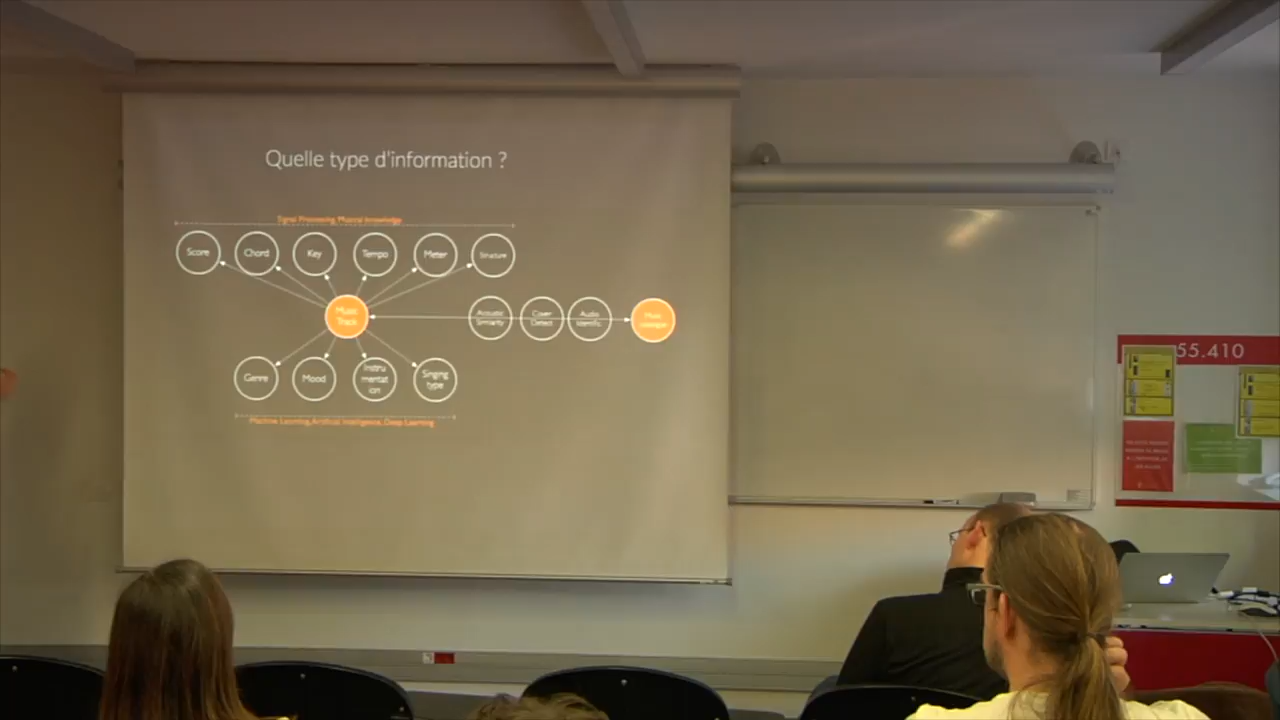 Quelle type d'information ?
Signal Processing, Musical knowledge
Score
Chord
Key
Tempo
Meter
Structure
Music
Track
Acoustic
Similarity
Cover
Detect
Audio
Identific.
Music
Genre
Mood
Instru
mentat
ion
Singing
type
Machine Learning, Artificial Intelligence, Deep Learning
55.410